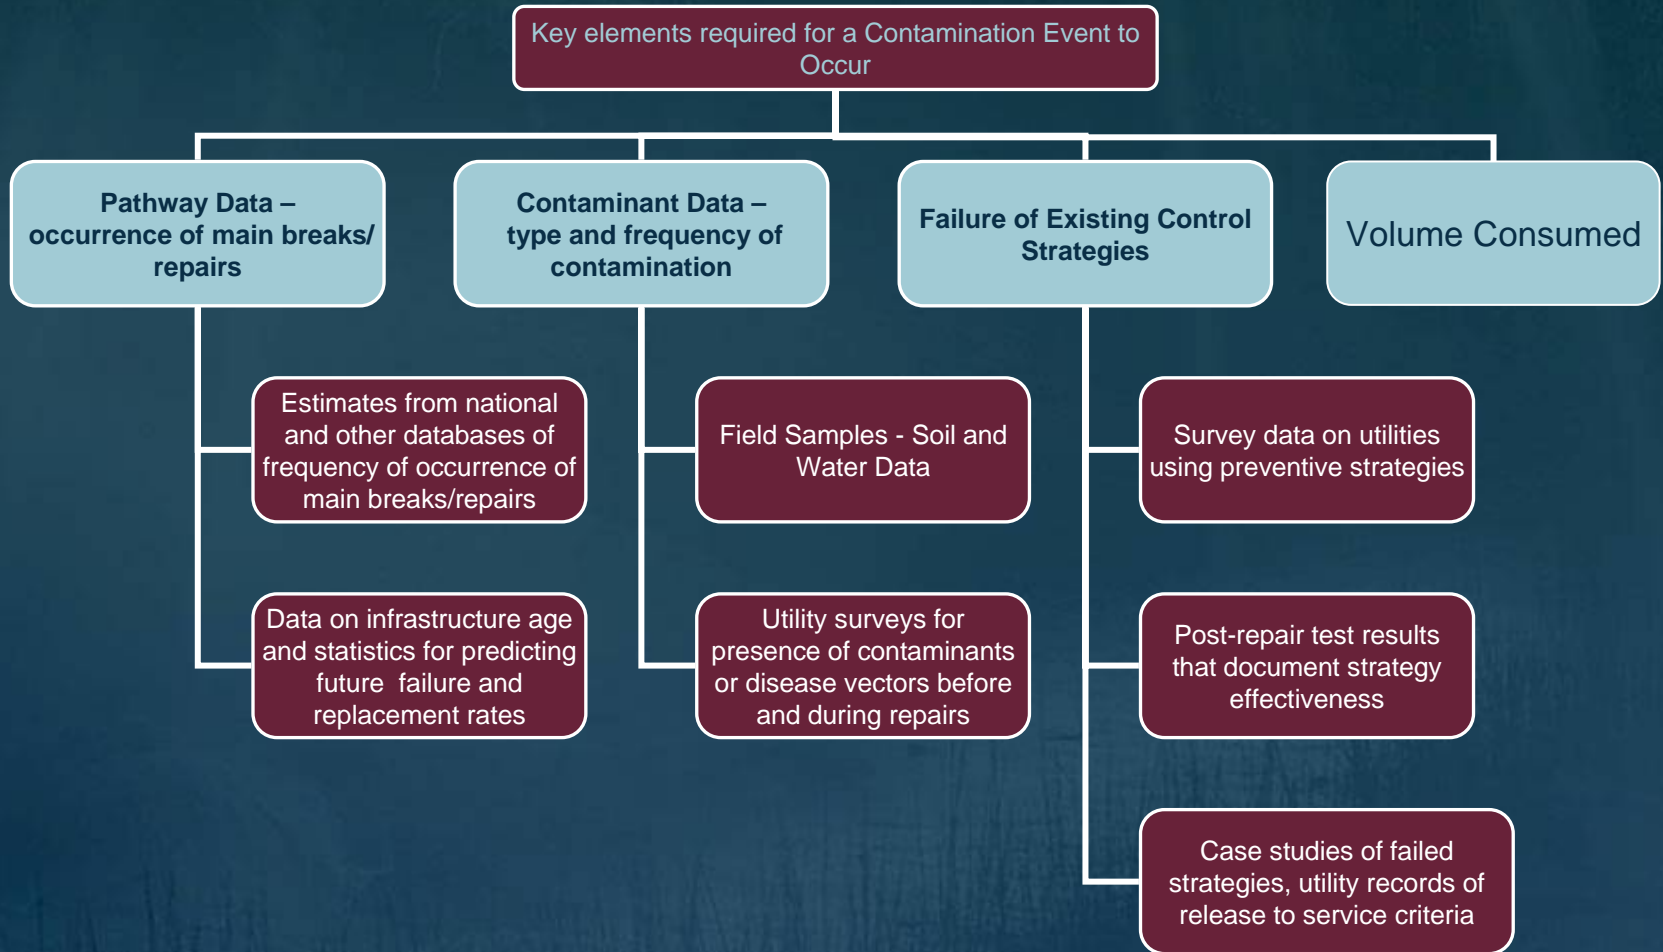 Key elements required for a Contamination Event to
Occur
Pathway Data –
occurrence of main breaks/
repairs
Contaminant Data –
type and frequency of
contamination
Failure of Existing Control
Strategies
Volume Consumed
Estimates from national
and other databases of
frequency of occurrence of
main breaks/repairs
Field Samples - Soil and
Water Data
Survey data on utilities
using preventive strategies
Data on infrastructure age
and statistics for predicting
future  failure and
replacement rates
Utility surveys for
presence of contaminants
or disease vectors before
and during repairs
Post-repair test results
that document strategy
effectiveness
Case studies of failed
strategies, utility records of
release to service criteria